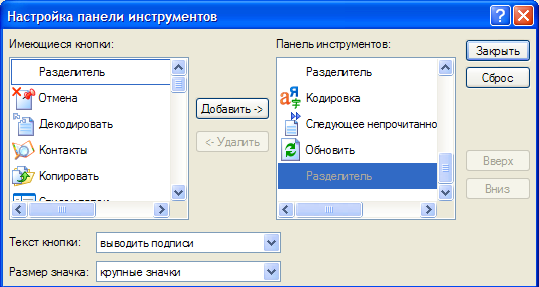 Настройка панели инструментов
Имеющиеся кнопки:
Разделитель
Отмена
Декодировать
Контакты
Копировать
Добавить ->
<- Удалить
Панель инструментов:
Разделитель
Кодировка
Следующее непрочитанно
Обновить
Разделитель
Закрыть
Сброс
Вверх
Вниз
Текст кнопки:
выводить подписи
Размер значка:
крупные значки